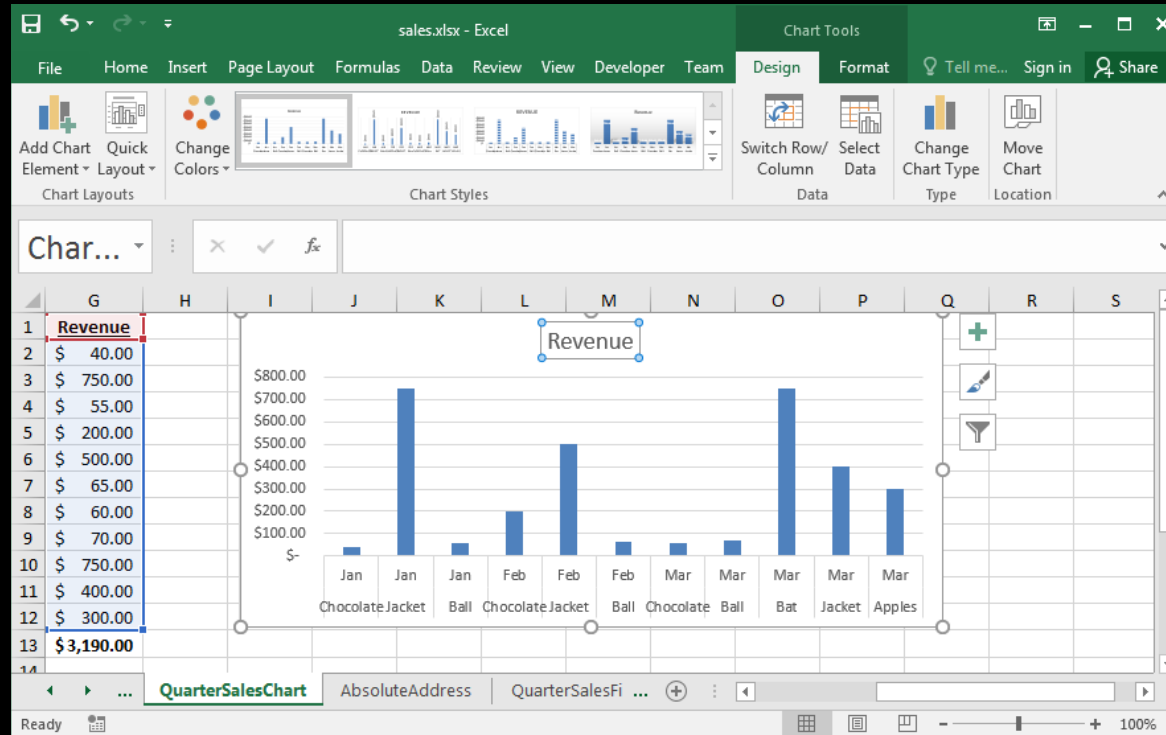 sales.xlsx - Excel
Chart Tools
File Home Insert Page Layout Formulas Data Review View Developer Team Design Format Tell me... Sign in Share
Add Chart Element Quick Layout
Change Colors
Switch Row/ Column Select Data
Change Chart Type
Move Chart
Chart Layouts Chart Styles Data Type Location
Char... fx
G H I J K L M N O P Q R S
1 Revenue
2 $ 40.00
3 $ 750.00
4 $ 55.00
5 $ 200.00
6 $ 500.00
7 $ 65.00
8 $ 60.00
9 $ 70.00
10 $ 750.00
11 $ 400.00
12 $ 300.00
13 $3,190.00
14
Revenue
$800.00
$700.00
$600.00
$500.00
$400.00
$300.00
$200.00
$100.00
$-
Jan Jan Jan Feb Feb Feb Mar Mar Mar Mar Mar
Chocolate Jacket Ball Chocolate Jacket Ball Chocolate Ball Bat Jacket Apples
... QuarterSalesChart AbsoluteAddress QuarterSalesFi ...
Ready 100%